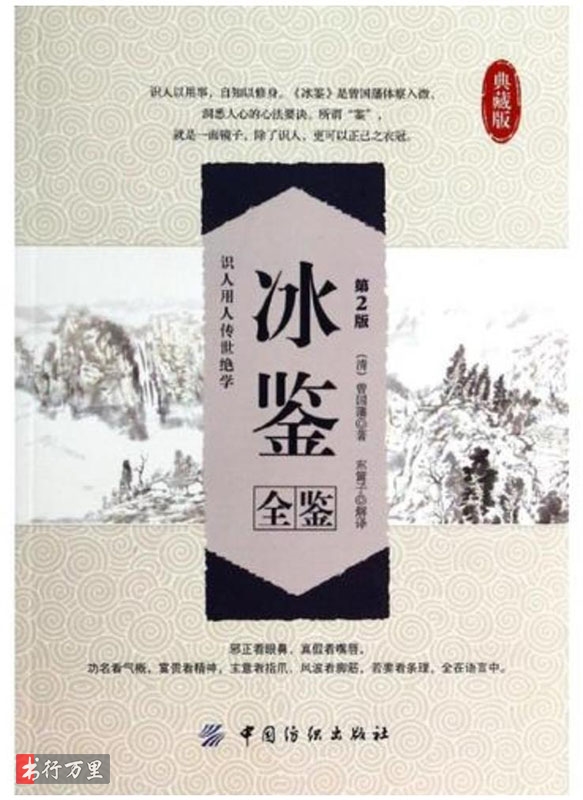 识人以用事，自知以修身。《冰鉴》是曾国藩体察入微、
洞悉人心的心法要诀。所谓“鉴”，
就是一面镜子，除了识人，更可以正己之衣冠。
典藏版
识人用人传世绝学
冰鉴
全鉴
第2版
（清）曾国藩◎著
东篱子◎解译
邪正看眼鼻，真假看嘴唇，
功名看气概，富贵看精神，主意看指爪，风波看脚筋，若要看条理，全在语言中。
中国纺织出版社
书行万里